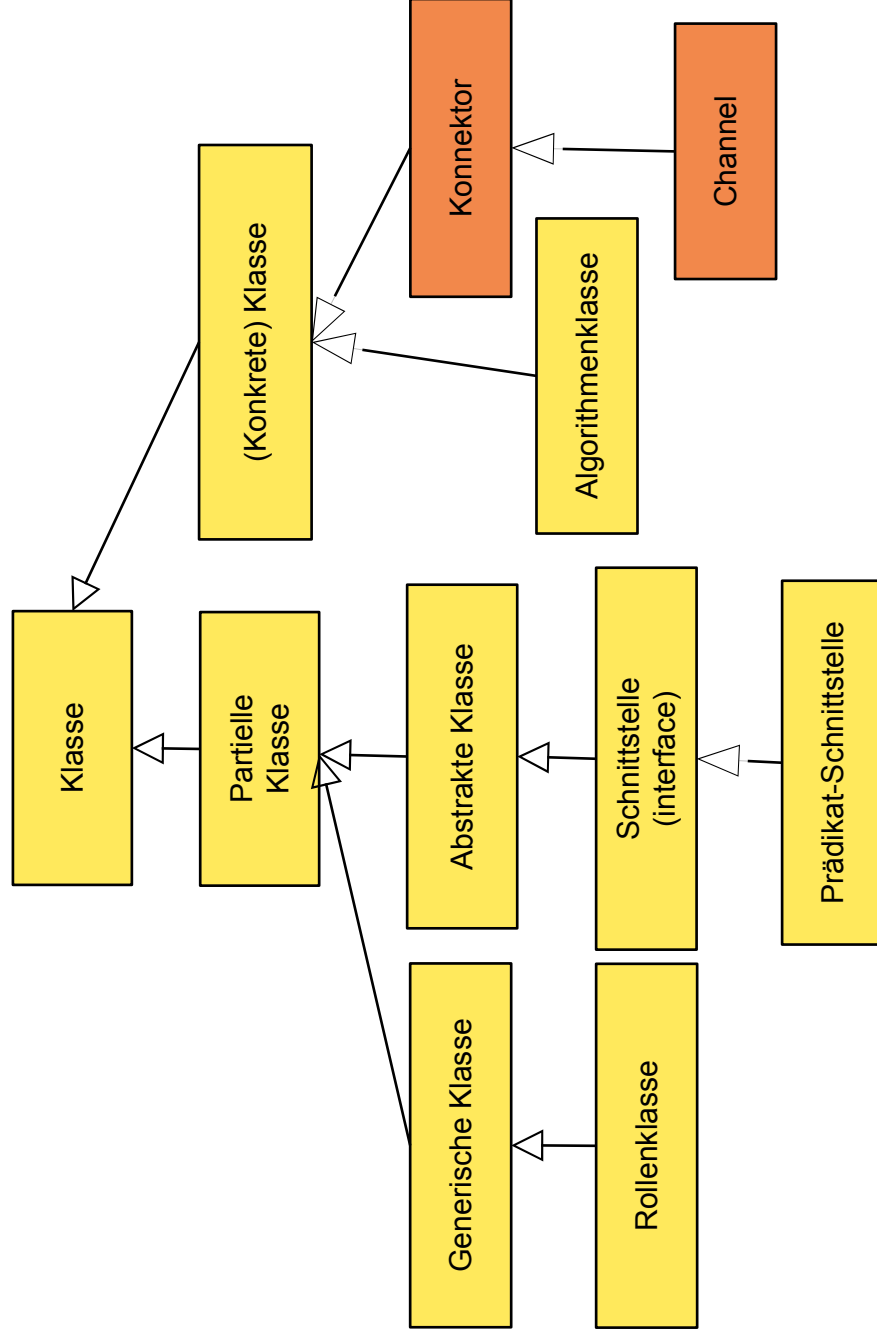 Klasse
Partielle
Klasse
(Konkrete) Klasse
Generische Klasse
Abstrakte Klasse
Konnektor
Rollenklasse
Schnittstelle
(interface)
Algorithmenklasse
Channel
Prädikat-Schnittstelle